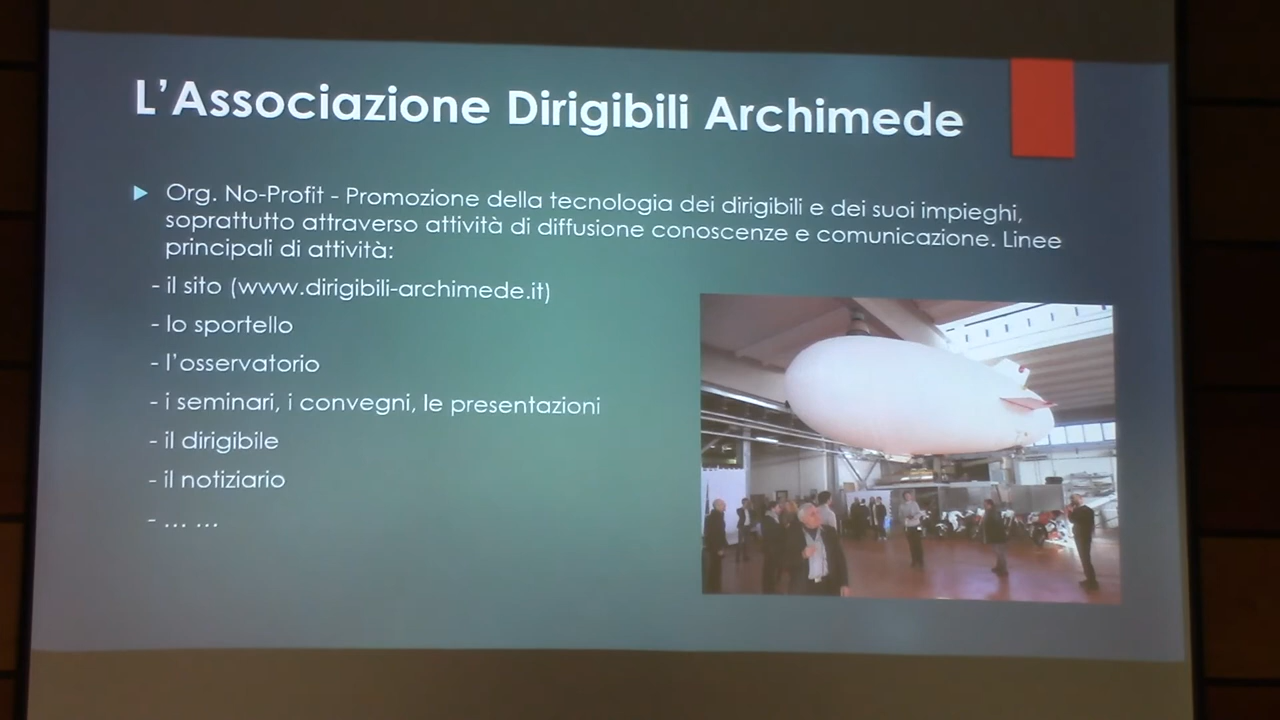 L'Associazione Dirigibili Archimede
Org. No-Profit - Promozione della tecnologia dei dirigibili e dei suoi impieghi,
soprattutto attraverso attività di diffusione conoscenze e comunicazione. Linee
principali di attività:
- il sito (www.dirigibili-archimede.it)
- lo sportello
- l'osservatorio
- i seminari, i convegni, le presentazioni
- il dirigibile
- il notiziario
- ... ...